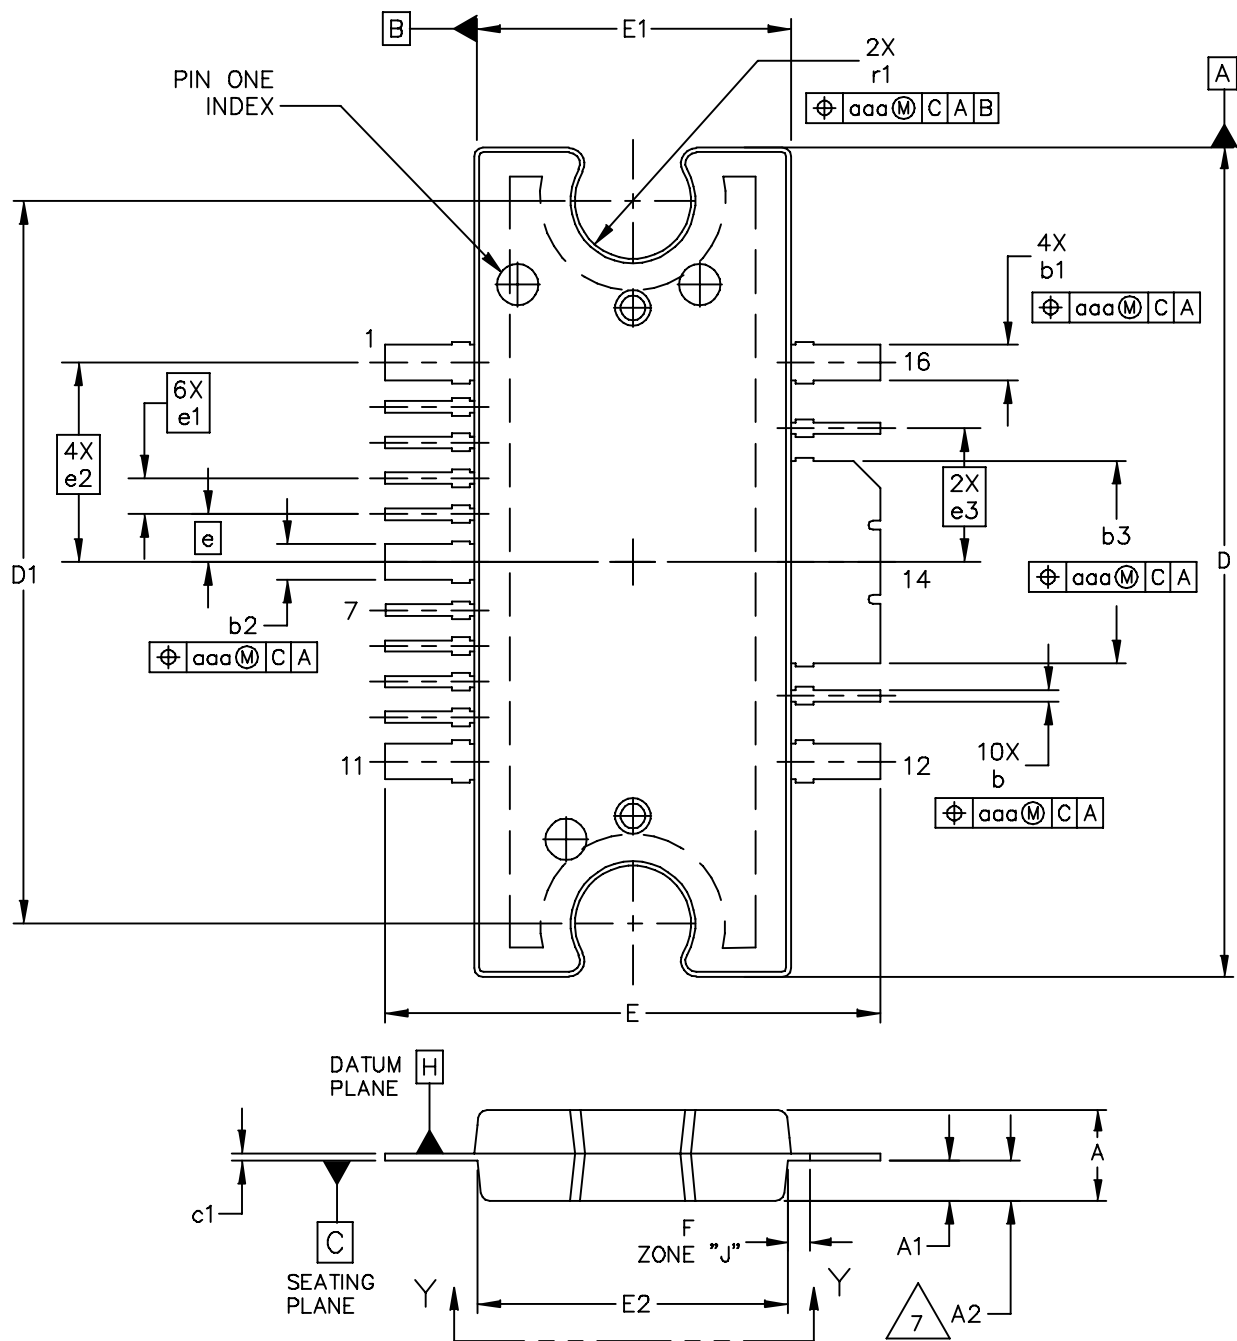 B
E1
2X
r1
⌖ aaa Ⓜ C A B
A
PIN ONE
INDEX
4X
b1
⌖ aaa Ⓜ C A
1
16
6X
e1
4X
e2
2X
e3
e
b3
⌖ aaa Ⓜ C A
D1
14
D
7
b2
⌖ aaa Ⓜ C A
11
12
10X
b
⌖ aaa Ⓜ C A
E
DATUM
PLANE
H
A
c1
C
SEATING
PLANE
F
ZONE "J"
A1
Y
Y
E2
7
A2